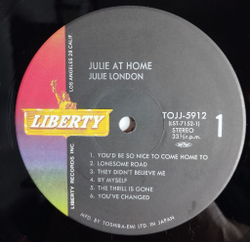 JULIE AT HOME
JULIE LONDON
LOS ANGELES 28 CALIF.
LIBERTY
TOJJ-5912
(LST-7152-1)
STEREO
33⅓ r.p.m.
1
1. YOU'D BE SO NICE TO COME HOME TO
2. LONESOME ROAD
3. THEY DIDN'T BELIEVE ME
4. BY MYSELF
5. THE THRILL IS GONE
6. YOU'VE CHANGED
LIBERTY RECORDS INC.
MFD. BY TOSHIBA-EMI LTD. IN JAPAN